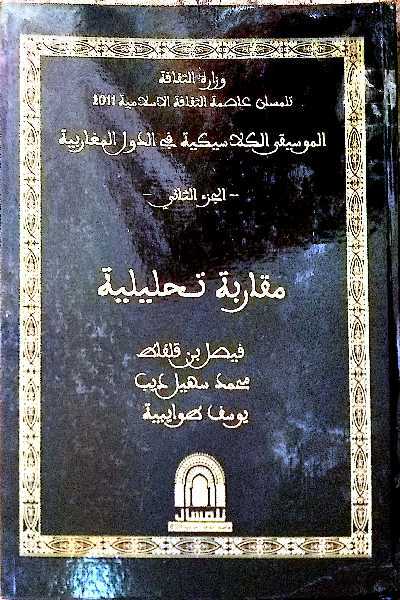 وزارة الثقافة
تلمسان عاصمة الثقافة الاسلامية 2011
الموسيقى الكلاسيكية في الدول المغاربية
- الجزء الثاني -
مقاربة تحليلية
فيصل بن قلفاط
محمد سهيل ديب
يوسف طوايبية
تلمسان